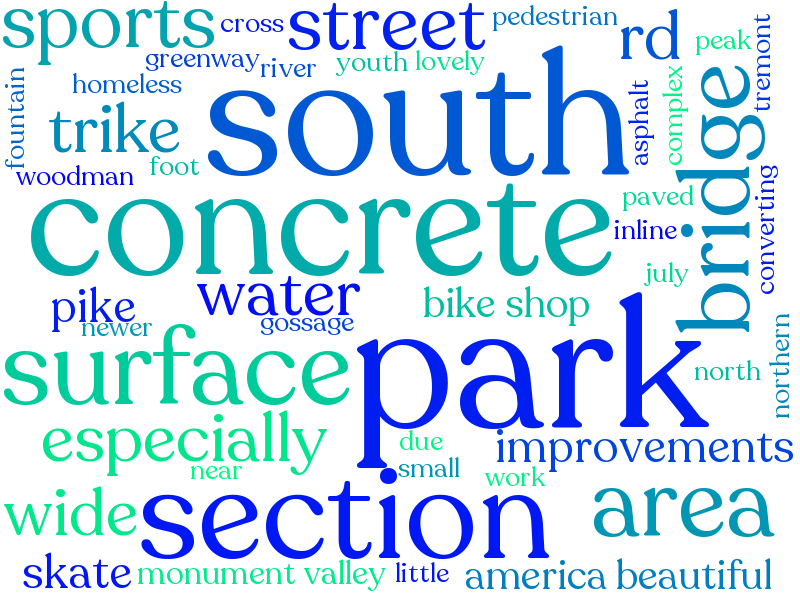 sports
cross
street
pedestrian
rd
peak
tremont
greenway
river
youth
lovely
homeless
fountain
trike
south
asphalt
complex
bridge
woodman
foot
concrete
paved
inline
converting
july
pike
newer
water
gossage
bike shop
surface
park
north
northern
especially
near
due
small
improvements
work
wide
section
area
skate
monument valley
little
america
beautiful